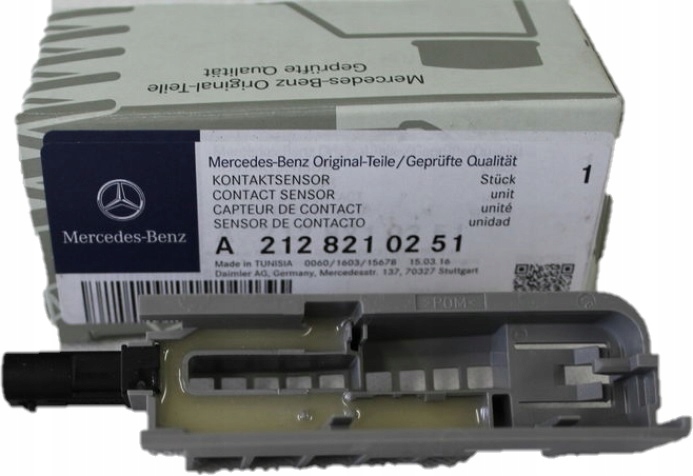 Mercedes-Benz Original-Teile
Geprüfte Qualität
Mercedes-Benz Original-Teile/Geprüfte Qualität
KONTAKTSENSOR Stück 1
CONTACT SENSOR unit
CAPTEUR DE CONTACT unité
SENSOR DE CONTACTO unidad
A 212 821 02 51
Made in TUNISIA 0060/1603/15678 15.03.16
Daimler AG, Germany, Mercedesstr. 137, 70327 Stuttgart
Mercedes-Benz
>POM<